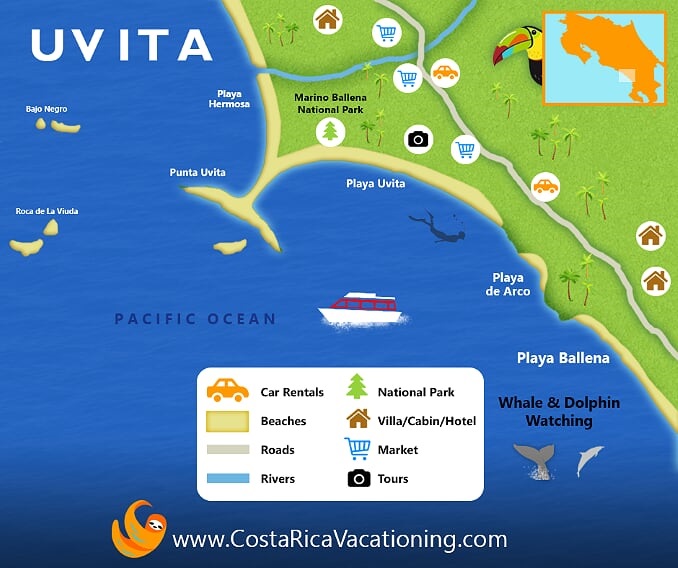 UVITA
Playa
Hermosa
Marino Ballena
National Park
Bajo Negro
Punta Uvita
Playa Uvita
Roca de La Viuda
Playa
de Arco
PACIFIC OCEAN
Playa Ballena
Car Rentals
National Park
Beaches
Villa/Cabin/Hotel
Roads
Market
Rivers
Tours
Whale & Dolphin
Watching
www.CostaRicaVacationing.com